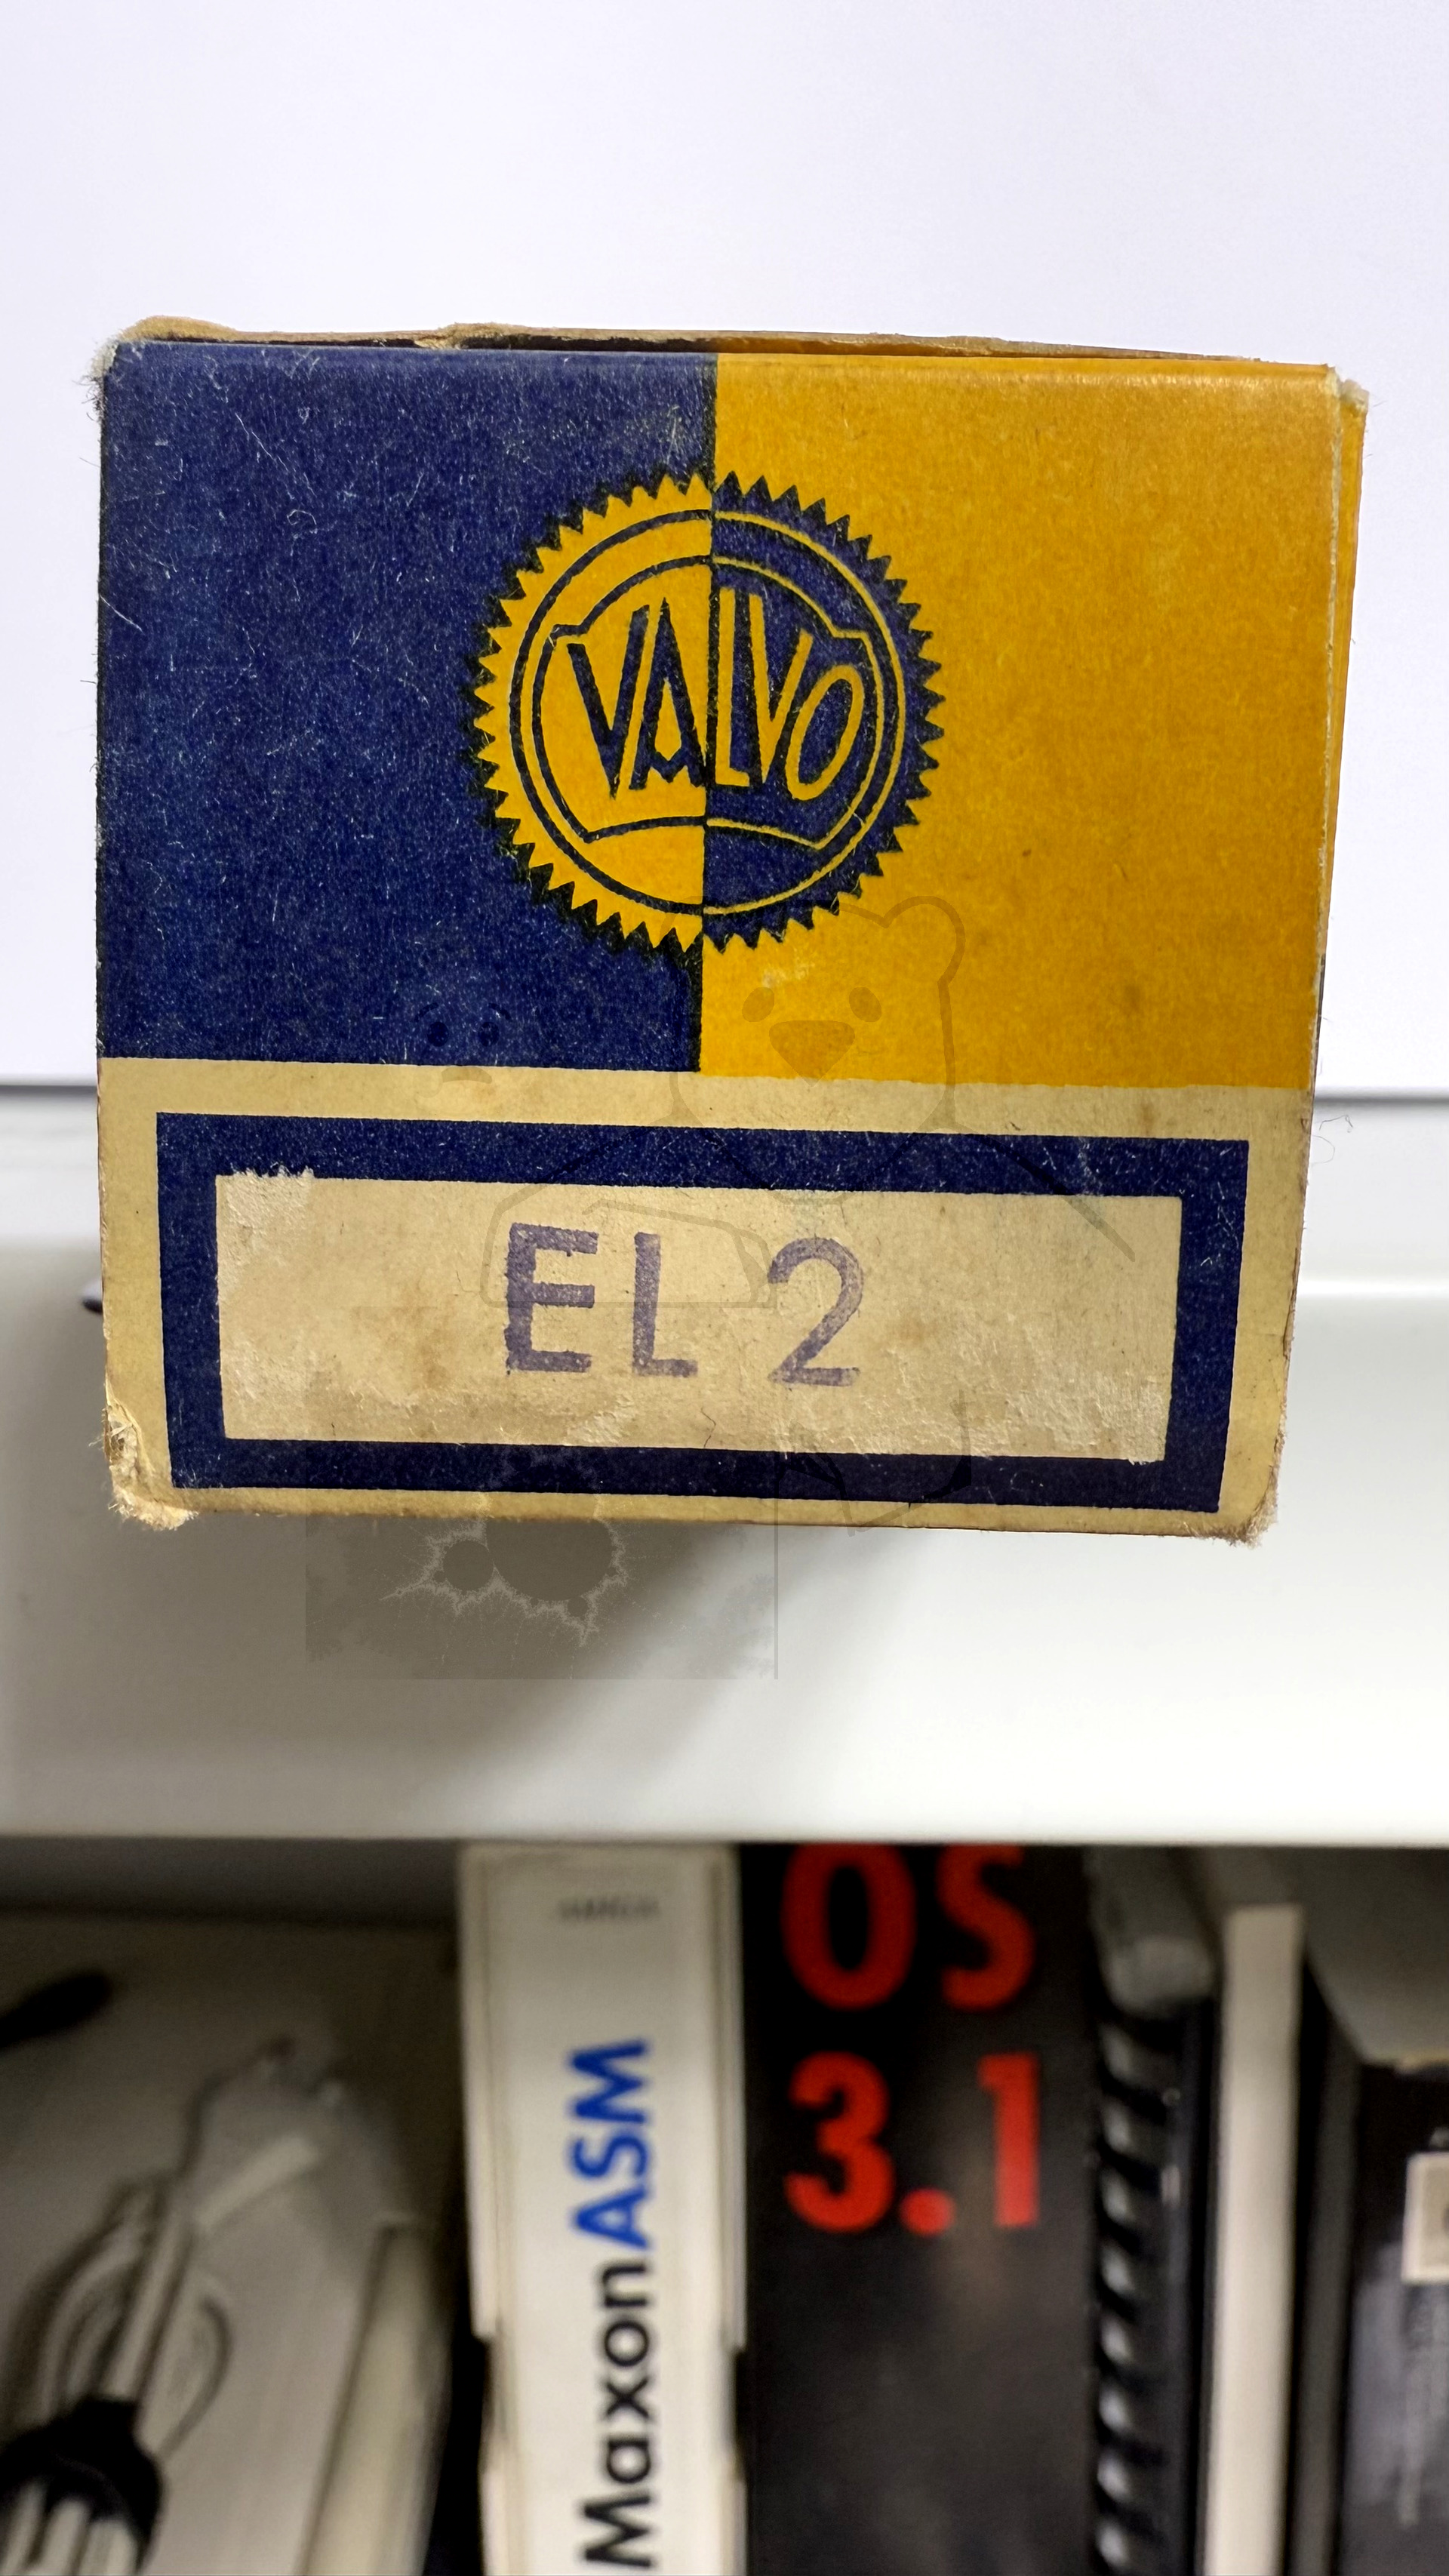 VALVO
EL 2
OS
3.1
MaxonASM